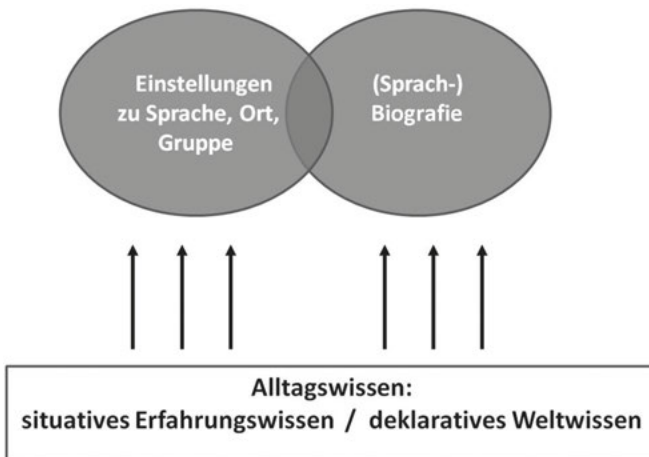 Einstellungen
zu Sprache, Ort,
Gruppe
(Sprach-)
Biografie
Alltagswissen:
situatives Erfahrungswissen / deklaratives Weltwissen